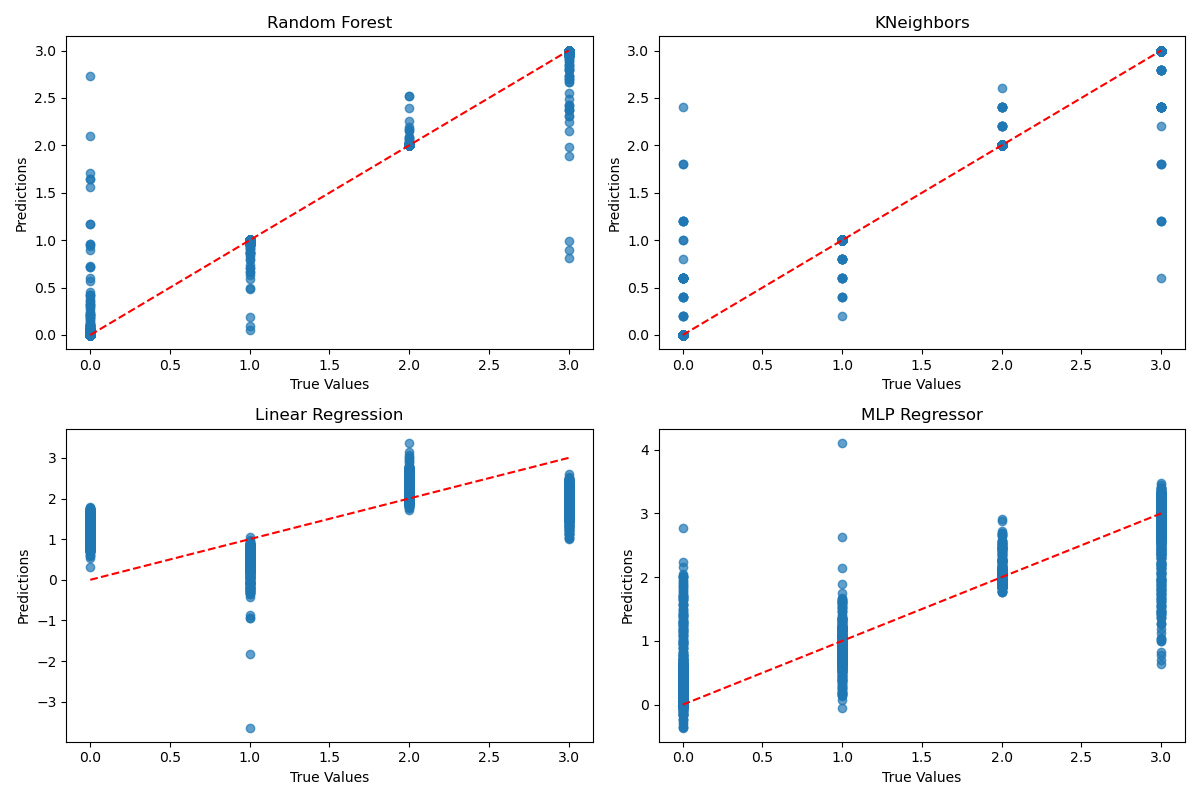 Random Forest
Predictions
3.0
2.5
2.0
1.5
1.0
0.5
0.0
0.0 0.5 1.0 1.5 2.0 2.5 3.0
True Values
KNeighbors
Predictions
3.0
2.5
2.0
1.5
1.0
0.5
0.0
0.0 0.5 1.0 1.5 2.0 2.5 3.0
True Values
Linear Regression
Predictions
3
2
1
0
−1
−2
−3
0.0 0.5 1.0 1.5 2.0 2.5 3.0
True Values
MLP Regressor
Predictions
4
3
2
1
0
0.0 0.5 1.0 1.5 2.0 2.5 3.0
True Values